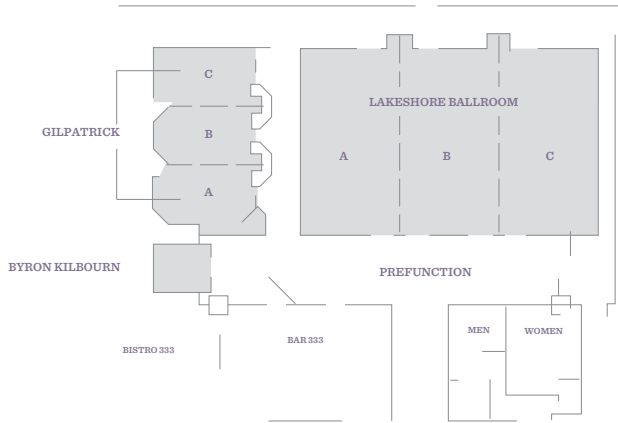 C
LAKESHORE BALLROOM
GILPATRICK
B
A
B
C
A
BYRON KILBOURN
PREFUNCTION
MEN
WOMEN
BAR 333
BISTRO 333